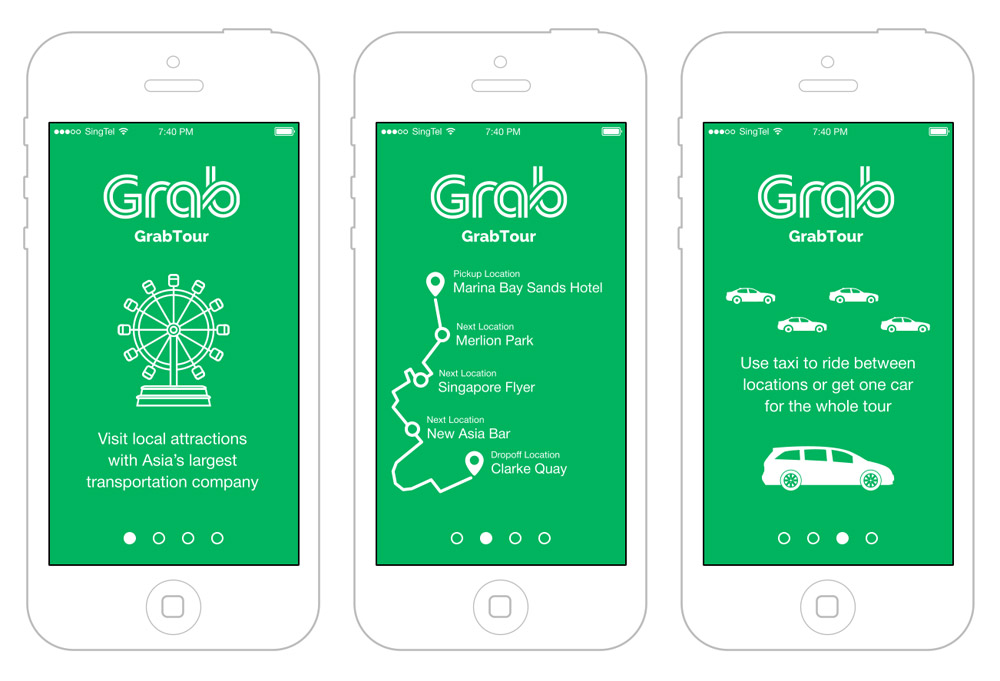 SingTel
7:40 PM
Grab
GrabTour
Visit local attractions
with Asia's largest
transportation company
SingTel
7:40 PM
Grab
GrabTour
Pickup Location
Marina Bay Sands Hotel
Next Location
Merlion Park
Next Location
Singapore Flyer
Next Location
New Asia Bar
Dropoff Location
Clarke Quay
SingTel
7:40 PM
Grab
GrabTour
Use taxi to ride between
locations or get one car
for the whole tour